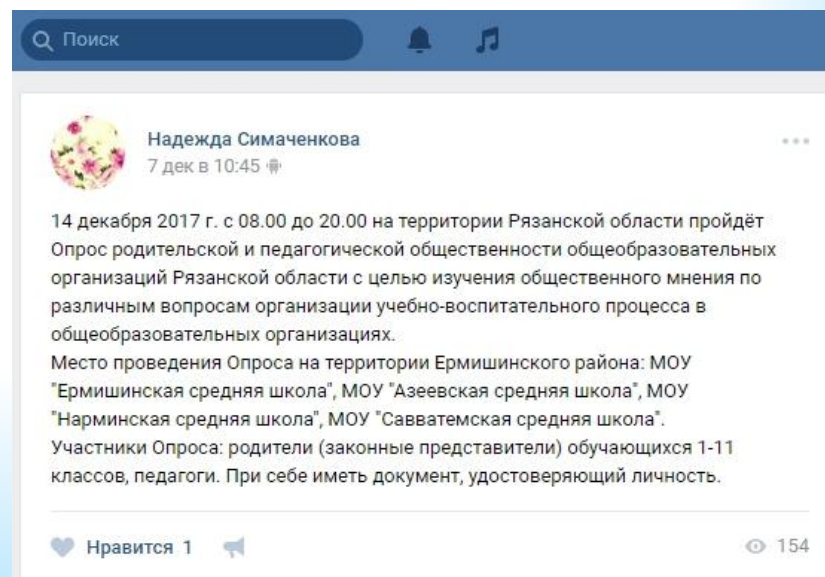 Поиск
Надежда Симаченкова
7 дек в 10:45
14 декабря 2017 г. с 08.00 до 20.00 на территории Рязанской области пройдёт
Опрос родительской и педагогической общественности общеобразовательных
организаций Рязанской области с целью изучения общественного мнения по
различным вопросам организации учебно-воспитательного процесса в
общеобразовательных организациях.
Место проведения Опроса на территории Ермишинского района: МОУ
"Ермишинская средняя школа", МОУ "Азеевская средняя школа", МОУ
"Нарминская средняя школа", МОУ "Савватемская средняя школа".
Участники Опроса: родители (законные представители) обучающихся 1-11
классов, педагоги. При себе иметь документ, удостоверяющий личность.
Нравится 1
154